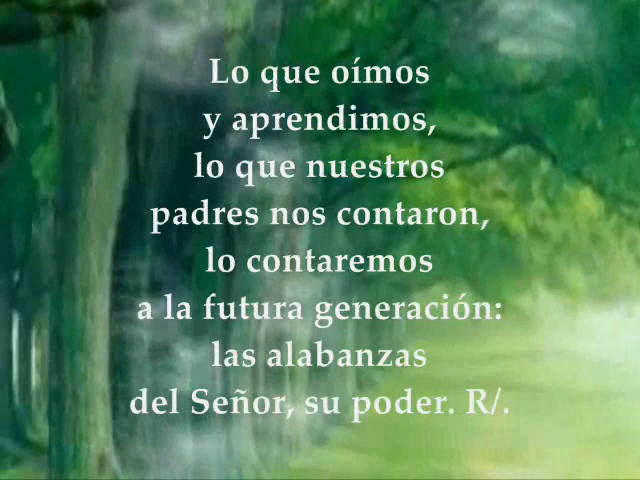 Lo que oímos
y aprendimos,
lo que nuestros
padres nos contaron,
lo contaremos
a la futura generación:
las alabanzas
del Señor, su poder. R/.